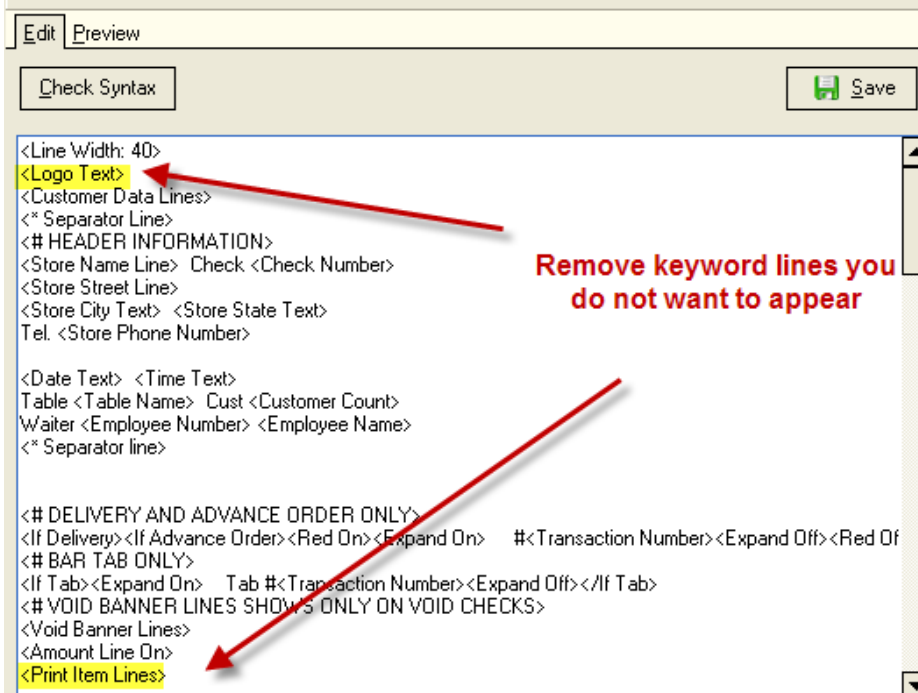 Edit Preview
Check Syntax Save
<Line Width: 40>
<Logo Text>
<Customer Data Lines>
<* Separator Line>
<# HEADER INFORMATION>
<Store Name Line> Check <Check Number>
<Store Street Line>
<Store City Text> <Store State Text>
Tel. <Store Phone Number>
Remove keyword lines you
do not want to appear
<Date Text> <Time Text>
Table <Table Name> Cust <Customer Count>
Waiter <Employee Number> <Employee Name>
<* Separator line>
<# DELIVERY AND ADVANCE ORDER ONLY>
<If Delivery><If Advance Order><Red On><Expand On> #<Transaction Number><Expand Off><Red Of
<# BAR TAB ONLY>
<If Tab><Expand On> Tab #<Transaction Number><Expand Off></If Tab>
<# VOID BANNER LINES SHOWS ONLY ON VOID CHECKS>
<Void Banner Lines>
<Amount Line On>
<Print Item Lines>